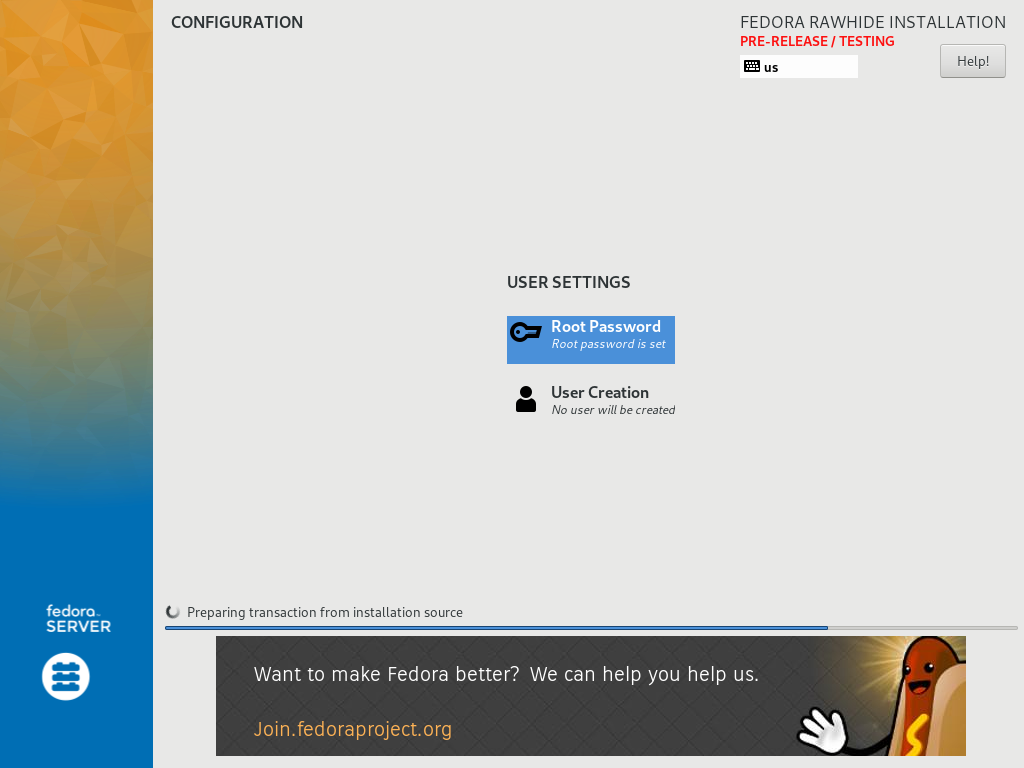 CONFIGURATION
FEDORA RAWHIDE INSTALLATION
PRE-RELEASE / TESTING
us
Help!
USER SETTINGS
Root Password
Root password is set
User Creation
No user will be created
fedora™
SERVER
Preparing transaction from installation source
Want to make Fedora better? We can help you help us.
Join.fedoraproject.org